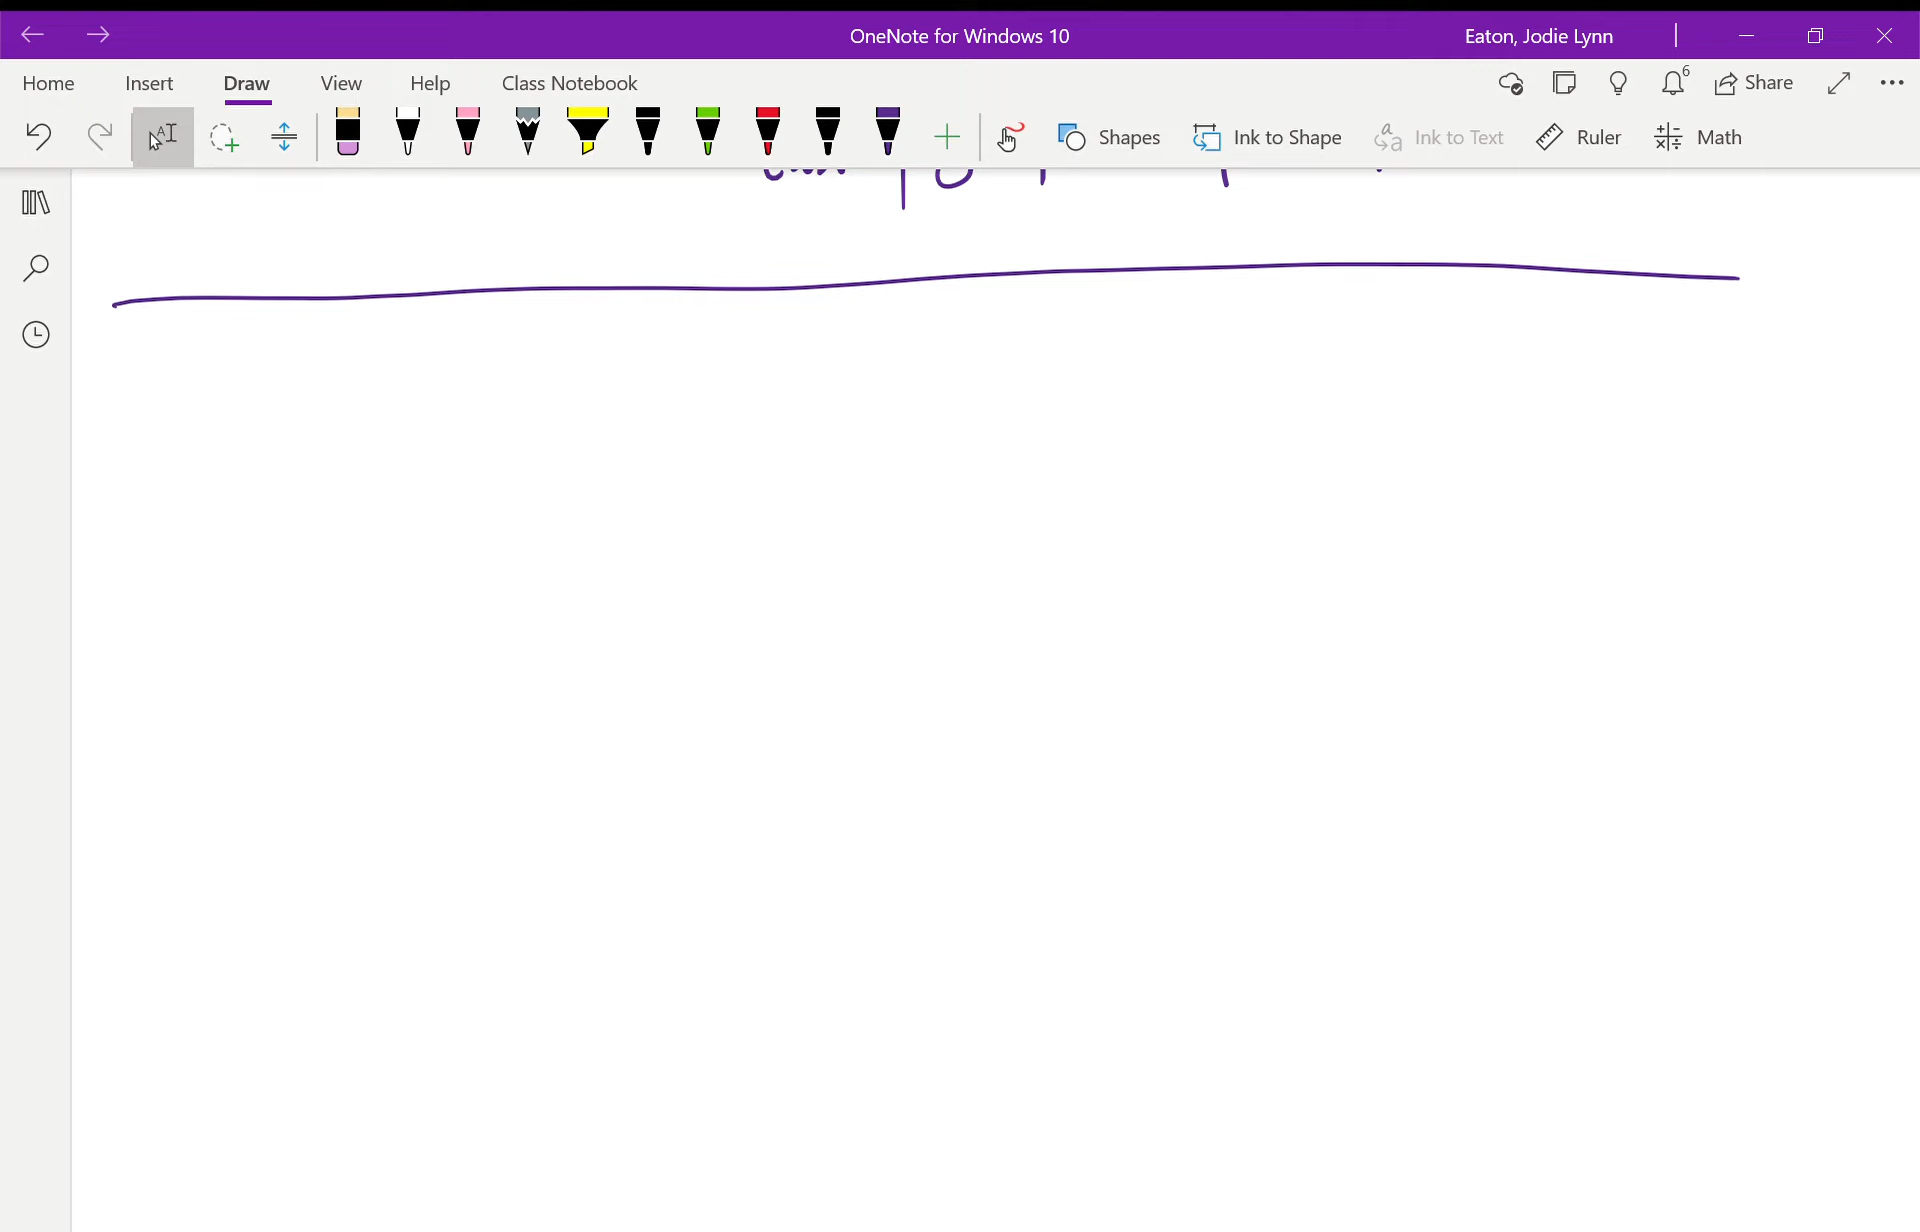 OneNote for Windows 10
Eaton, Jodie Lynn
Home Insert Draw View Help Class Notebook
6
Share
Shapes Ink to Shape Ink to Text Ruler Math